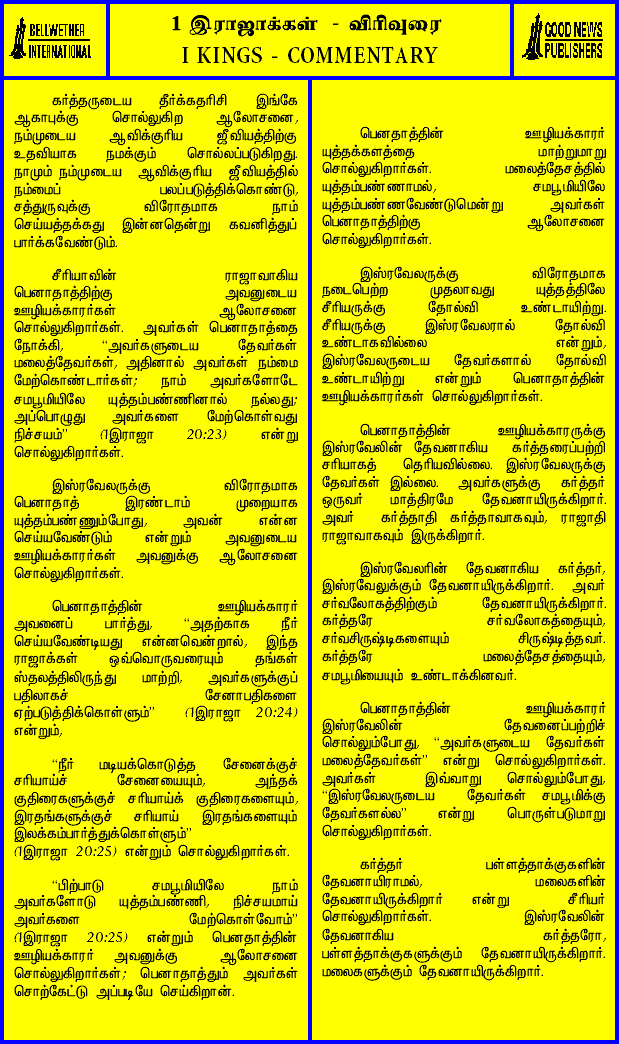 BELLWETHER
INTERNATIONAL
1 இராஜாக்கள் - விரிவுரை
I KINGS - COMMENTARY
GOOD NEWS
PUBLISHERS
கர்த்தருடைய தீர்க்கதரிசி இங்கே
ஆகாபுக்கு சொல்லுகிற ஆலோசனை,
நம்முடைய ஆவிக்குரிய ஜீவியத்திற்கு
உதவியாக நமக்கும் சொல்லப்படுகிறது.
நாமும் நம்முடைய ஆவிக்குரிய ஜீவியத்தில்
நம்மைப் பலப்படுத்திக்கொண்டு,
சத்துருவுக்கு விரோதமாக நாம்
செய்யத்தக்கது இன்னதென்று கவனித்துப்
பார்க்கவேண்டும்.
சீரியாவின் ராஜாவாகிய
பெனாதாத்திற்கு அவனுடைய
ஊழியக்காரர்கள் ஆலோசனை
சொல்லுகிறார்கள். அவர்கள் பெனாதாத்தை
நோக்கி, “அவர்களுடைய தேவர்கள்
மலைத்தேவர்கள், அதினால் அவர்கள் நம்மை
மேற்கொண்டார்கள்; நாம் அவர்களோடே
சமபூமியிலே யுத்தம்பண்ணினால் நல்லது;
அப்பொழுது அவர்களை மேற்கொள்வது
நிச்சயம்” (1இராஜா 20:23) என்று
சொல்லுகிறார்கள்.
இஸ்ரவேலருக்கு விரோதமாக
பெனாதாத் இரண்டாம் முறையாக
யுத்தம்பண்ணும்போது, அவன் என்ன
செய்யவேண்டும் என்றும் அவனுடைய
ஊழியக்காரர்கள் அவனுக்கு ஆலோசனை
சொல்லுகிறார்கள்.
பெனாதாத்தின் ஊழியக்காரர்
அவனைப் பார்த்து, “அதற்காக நீர்
செய்யவேண்டியது என்னவென்றால், இந்த
ராஜாக்கள் ஒவ்வொருவரையும் தங்கள்
ஸ்தலத்திலிருந்து மாற்றி, அவர்களுக்குப்
பதிலாகச் சேனாபதிகளை
ஏற்படுத்திக்கொள்ளும்” (1இராஜா 20:24)
என்றும்,
“நீர் மடியக்கொடுத்த சேனைக்குச்
சரியாய்ச் சேனையையும், அந்தக்
குதிரைகளுக்குச் சரியாய்க் குதிரைகளையும்,
இரதங்களுக்குச் சரியாய் இரதங்களையும்
இலக்கம்பார்த்துக்கொள்ளும்”
(1இராஜா 20:25) என்றும் சொல்லுகிறார்கள்.
“பிற்பாடு சமபூமியிலே நாம்
அவர்களோடு யுத்தம்பண்ணி, நிச்சயமாய்
அவர்களை மேற்கொள்வோம்”
(1இராஜா 20:25) என்றும் பெனதாத்தின்
ஊழியக்காரர் அவனுக்கு ஆலோசனை
சொல்லுகிறார்கள்; பெனாதாத்தும் அவர்கள்
சொற்கேட்டு அப்படியே செய்கிறான்.
பெனதாத்தின் ஊழியக்காரர்
யுத்தக்களத்தை மாற்றுமாறு
சொல்லுகிறார்கள். மலைத்தேசத்தில்
யுத்தம்பண்ணாமல், சமபூமியிலே
யுத்தம்பண்ணவேண்டுமென்று அவர்கள்
பெனாதாத்திற்கு ஆலோசனை
சொல்லுகிறார்கள்.
இஸ்ரவேலருக்கு விரோதமாக
நடைபெற்ற முதலாவது யுத்தத்திலே
சீரியருக்கு தோல்வி உண்டாயிற்று.
சீரியருக்கு இஸ்ரவேலரால் தோல்வி
உண்டாகவில்லை என்றும்,
இஸ்ரவேலருடைய தேவர்களால் தோல்வி
உண்டாயிற்று என்றும் பெனாதாத்தின்
ஊழியக்காரர்கள் சொல்லுகிறார்கள்.
பெனாதாத்தின் ஊழியக்காரருக்கு
இஸ்ரவேலின் தேவனாகிய கர்த்தரைப்பற்றி
சரியாகத் தெரியவில்லை. இஸ்ரவேலருக்கு
தேவர்கள் இல்லை. அவர்களுக்கு கர்த்தர்
ஒருவர் மாத்திரமே தேவனாயிருக்கிறார்.
அவர் கர்த்தாதி கர்த்தாவாகவும், ராஜாதி
ராஜாவாகவும் இருக்கிறார்.
இஸ்ரவேலரின் தேவனாகிய கர்த்தர்,
இஸ்ரவேலுக்கும் தேவனாயிருக்கிறார். அவர்
சர்வலோகத்திற்கும் தேவனாயிருக்கிறார்.
கர்த்தரே சர்வலோகத்தையும்,
சர்வசிருஷ்டிகளையும் சிருஷ்டித்தவர்.
கர்த்தரே மலைத்தேசத்தையும்,
சமபூமியையும் உண்டாக்கினவர்.
பெனாதாத்தின் ஊழியக்காரர்
இஸ்ரவேலின் தேவனைப்பற்றிச்
சொல்லும்போது, “அவர்களுடைய தேவர்கள்
மலைத்தேவர்கள்” என்று சொல்லுகிறார்கள்.
அவர்கள் இவ்வாறு சொல்லும்போது,
“இஸ்ரவேலருடைய தேவர்கள் சமபூமிக்கு
தேவர்களல்ல” என்று பொருள்படுமாறு
சொல்லுகிறார்கள்.
கர்த்தர் பள்ளத்தாக்குகளின்
தேவனாயிராமல், மலைகளின்
தேவனாயிருக்கிறார் என்று சீரியர்
சொல்லுகிறார்கள். இஸ்ரவேலின்
தேவனாகிய கர்த்தரோ,
பள்ளத்தாக்குகளுக்கும் தேவனாயிருக்கிறார்.
மலைகளுக்கும் தேவனாயிருக்கிறார்.